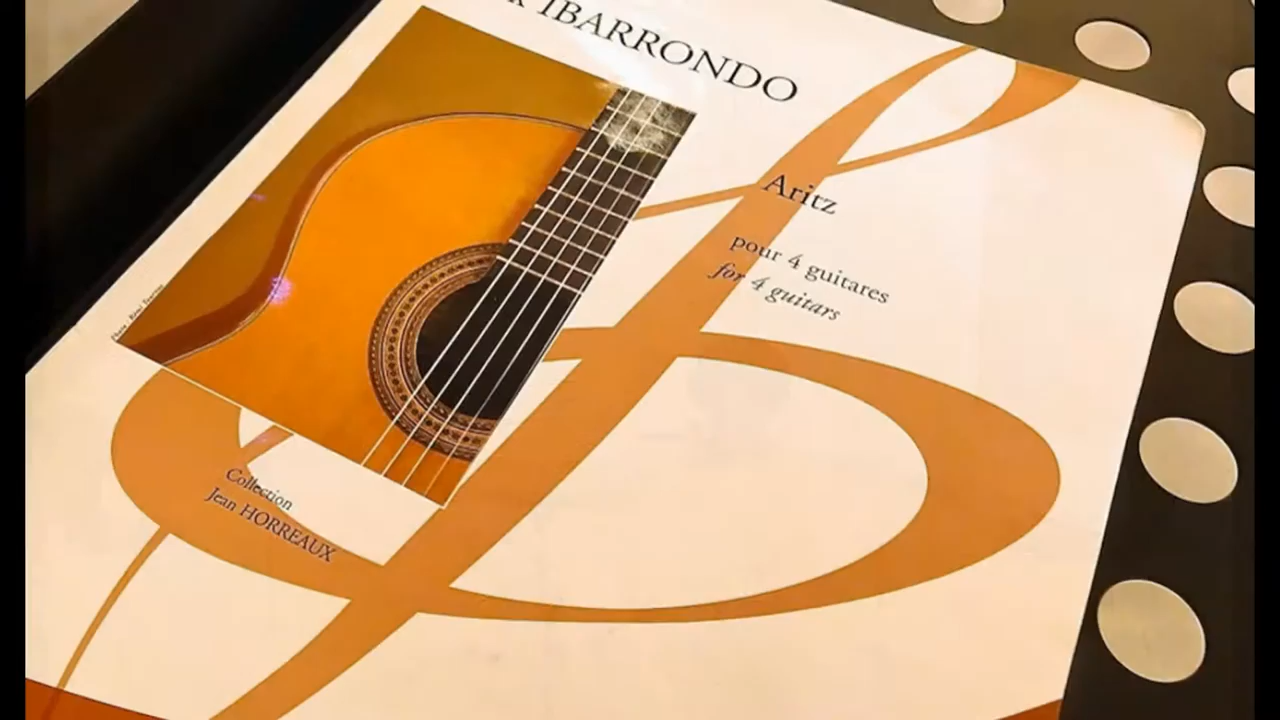 IBARRONDO
Aritz
pour 4 guitares
for 4 guitars
Collection
Jean HORREAUX